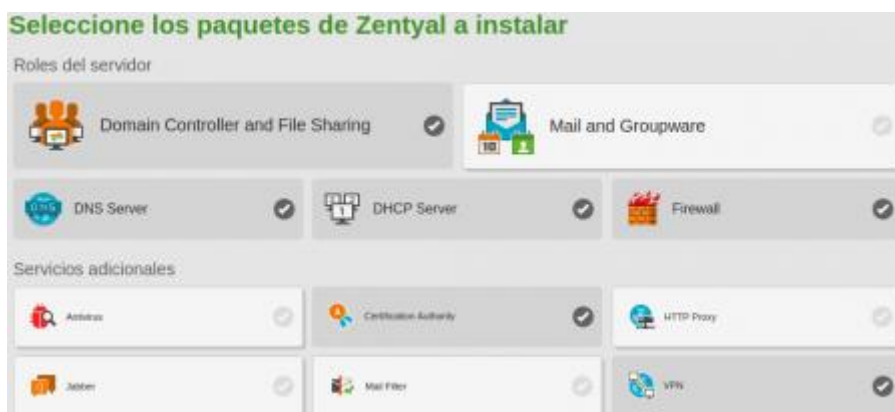 Seleccione los paquetes de Zentyal a instalar
Roles del servidor
Domain Controller and File Sharing
Mail and Groupware
DNS Server
DHCP Server
Firewall
Servicios adicionales
Antivirus
Certification Authority
HTTP Proxy
Jabber
Mail Filter
VPN